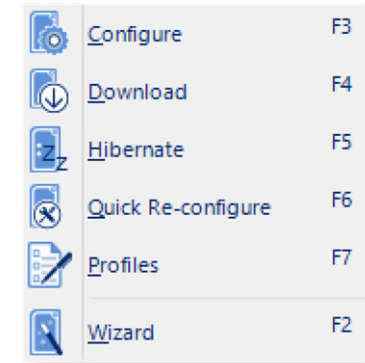 Configure F3
Download F4
Hibernate F5
Quick Re-configure F6
Profiles F7
Wizard F2